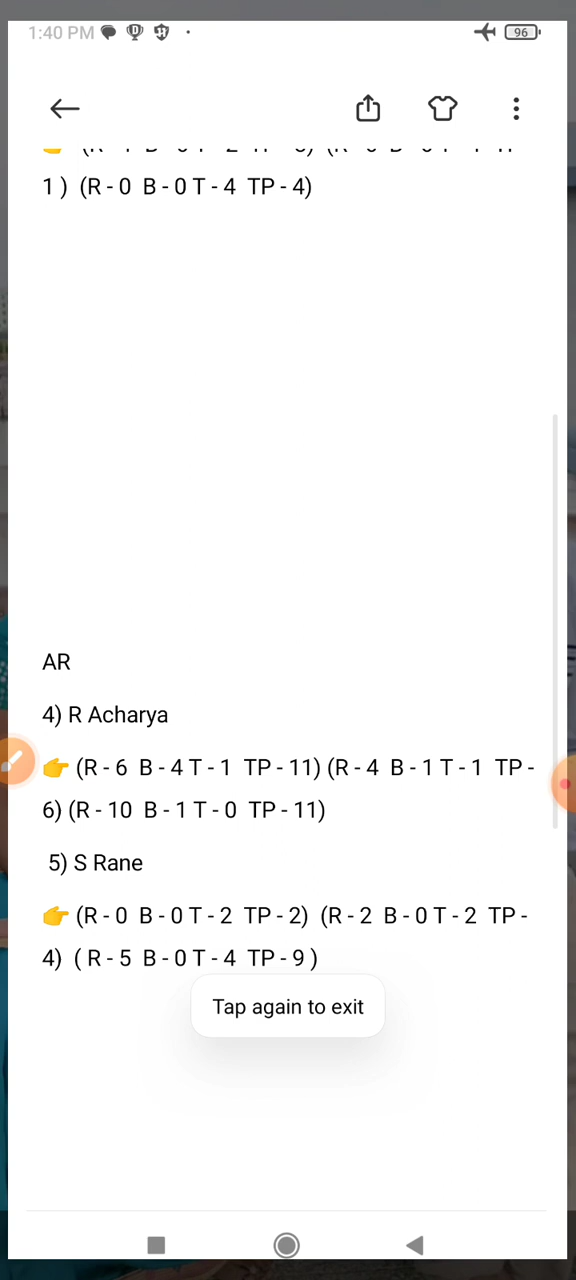 1:40 PM
96
1 ) (R - 0 B - 0 T - 4 TP - 4)
AR
4) R Acharya
👉 (R - 6 B - 4 T - 1 TP - 11) (R - 4 B - 1 T - 1 TP -
6) (R - 10 B - 1 T - 0 TP - 11)
5) S Rane
👉 (R - 0 B - 0 T - 2 TP - 2) (R - 2 B - 0 T - 2 TP -
4) ( R - 5 B - 0 T - 4 TP - 9 )
Tap again to exit